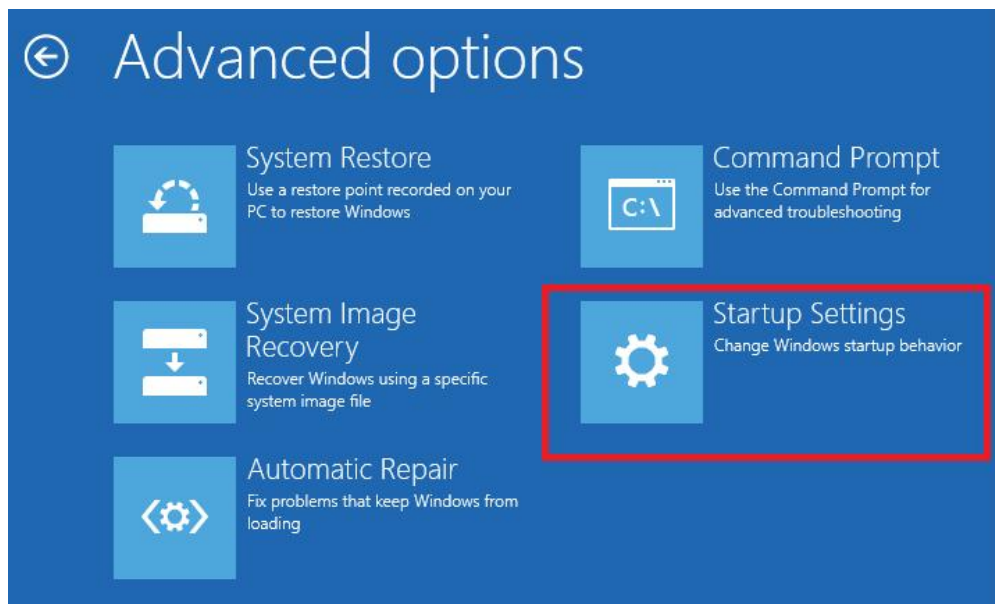 Advanced options
System Restore
Use a restore point recorded on your
PC to restore Windows
System Image
Recovery
Recover Windows using a specific
system image file
Automatic Repair
Fix problems that keep Windows from
loading
Command Prompt
Use the Command Prompt for
advanced troubleshooting
C:\
Startup Settings
Change Windows startup behavior